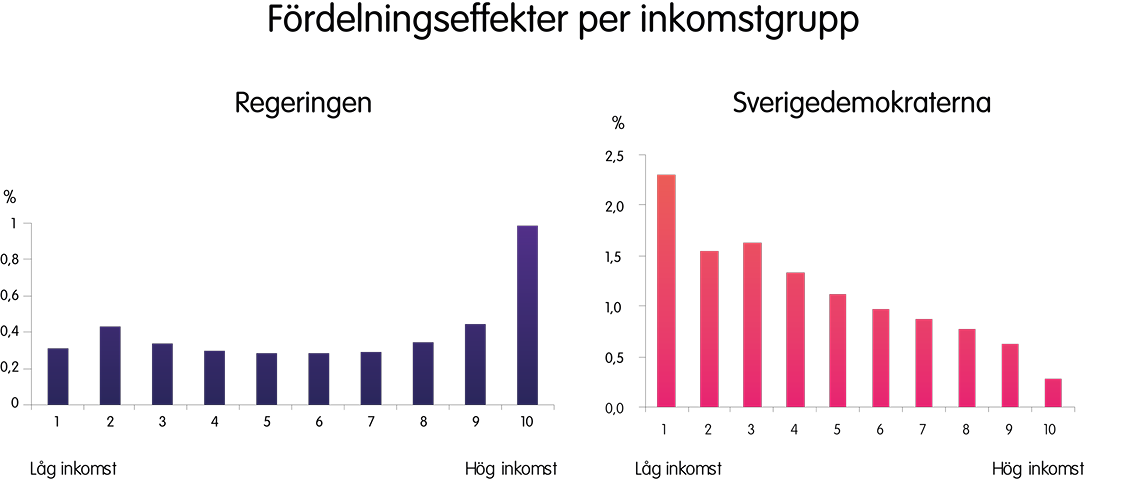 Fördelningseffekter per inkomstgrupp
Regeringen
%
1
0,8
0,6
0,4
0,2
0
1 2 3 4 5 6 7 8 9 10
Låg inkomst Hög inkomst
Sverigedemokraterna
%
2,5
2,0
1,5
1,0
0,5
0,0
1 2 3 4 5 6 7 8 9 10
Låg inkomst Hög inkomst